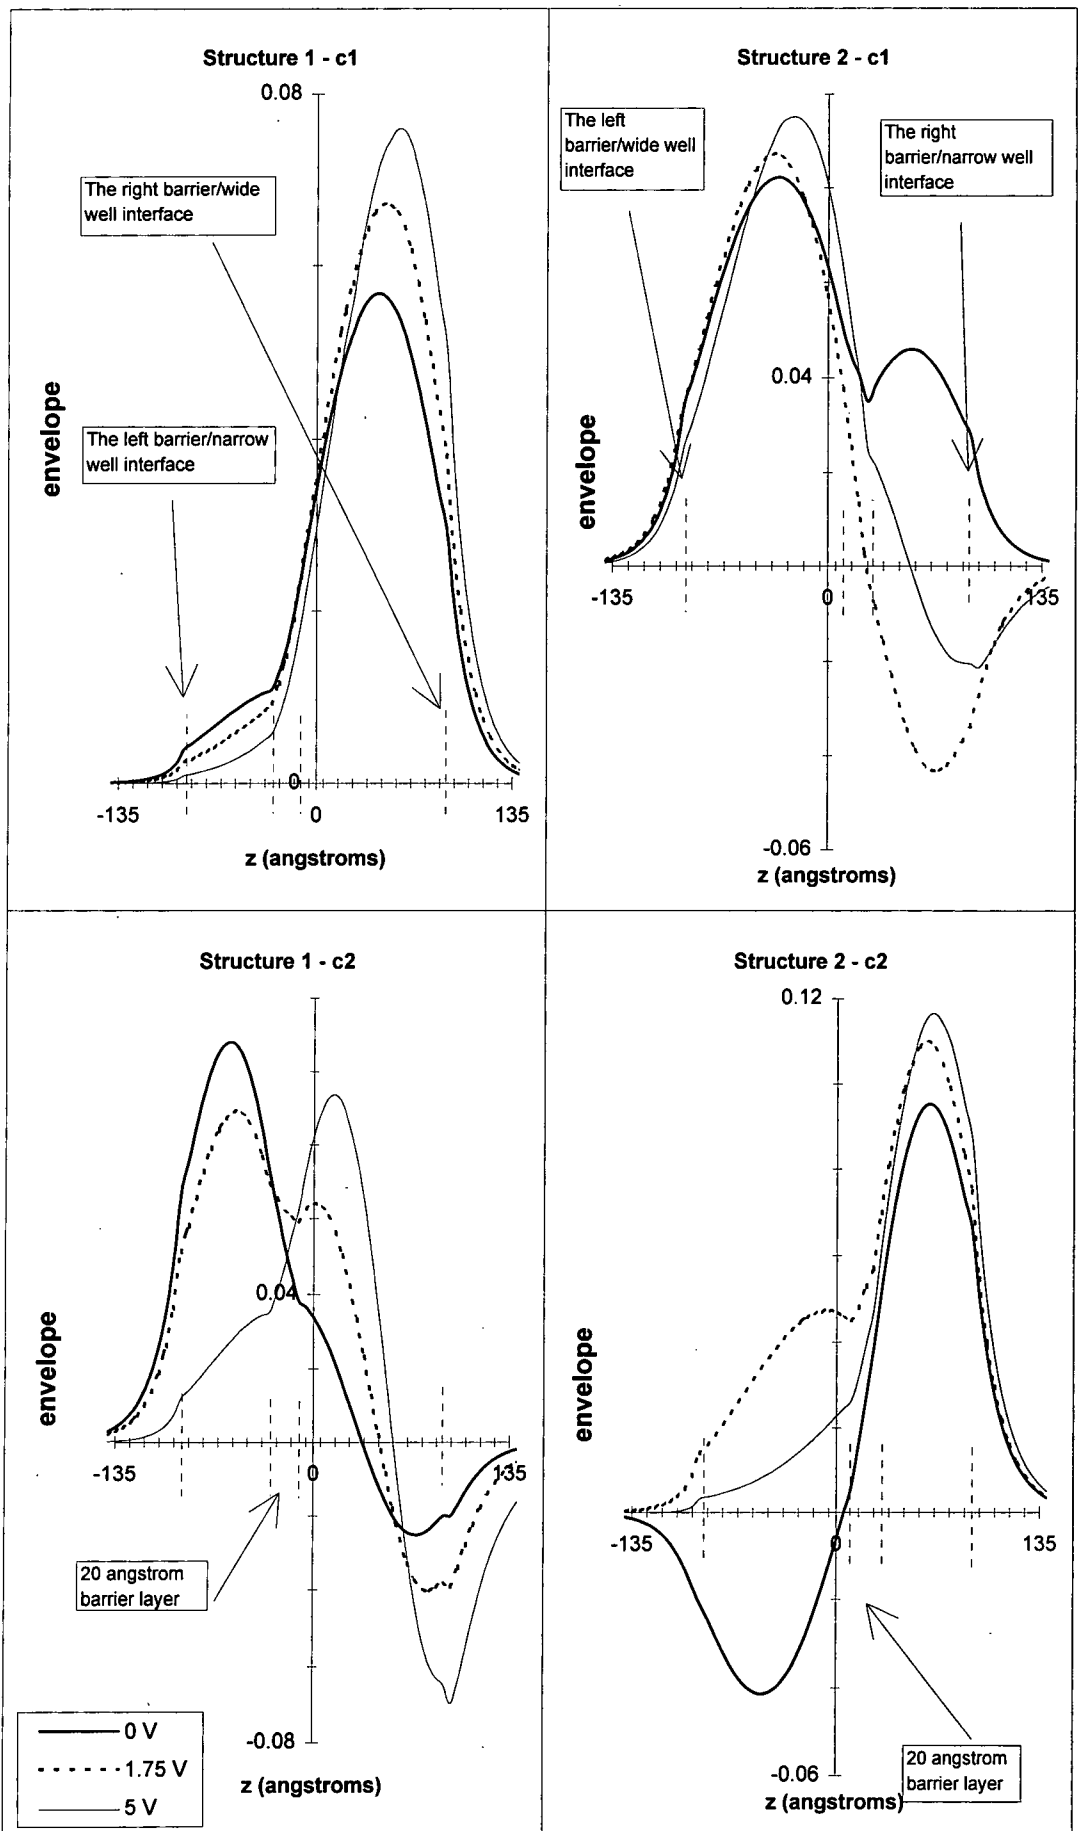 Structure 1 - c1
0.08
The right barrier/wide
well interface
The left barrier/narrow
well interface
envelope
0
-135
0
135
z (angstroms)
Structure 2 - c1
The left
barrier/wide well
interface
The right
barrier/narrow well
interface
0.04
envelope
-135
0
135
-0.06
z (angstroms)
Structure 1 - c2
0.04
envelope
-135
0
135
20 angstrom
barrier layer
-0.08
z (angstroms)
0 V
1.75 V
5 V
Structure 2 - c2
0.12
envelope
-135
0
135
20 angstrom
barrier layer
-0.06
z (angstroms)